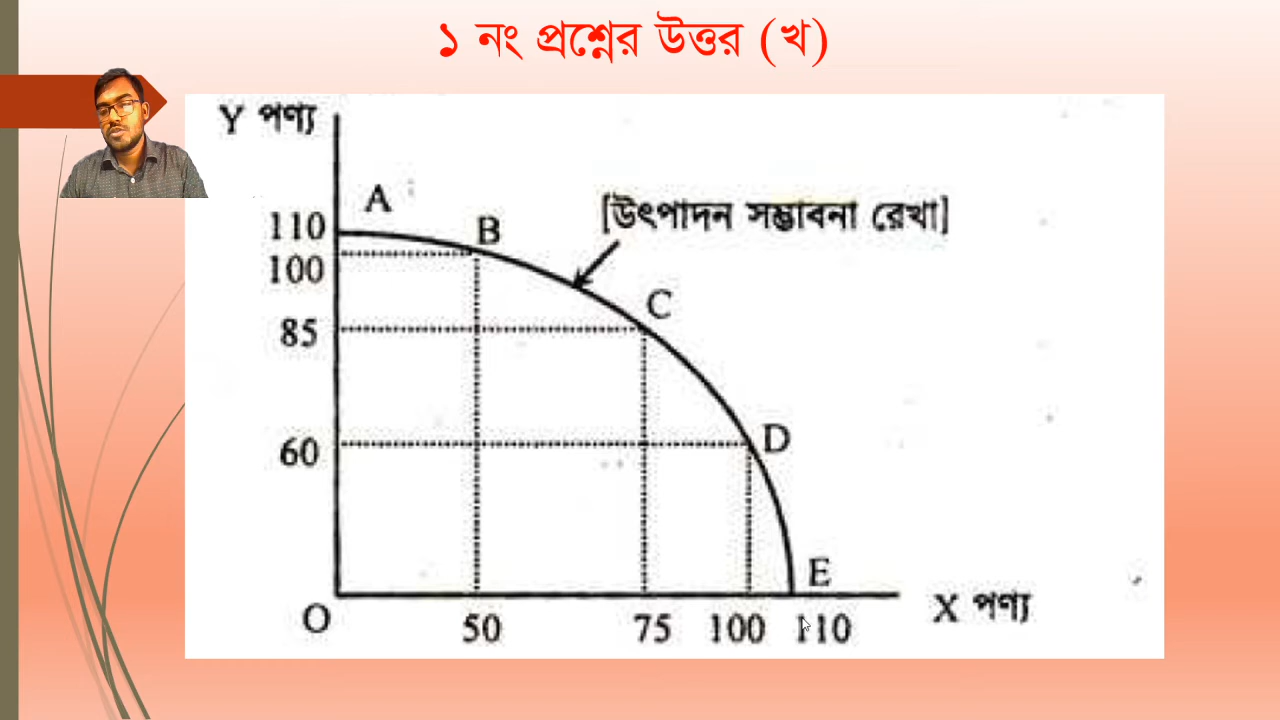 ১ নং প্রশ্নের উত্তর (খ)
Y পণ্য
A
[উৎপাদন সম্ভাবনা রেখা]
110
B
100
C
85
D
60
E
O
50
75
100
110
X পণ্য